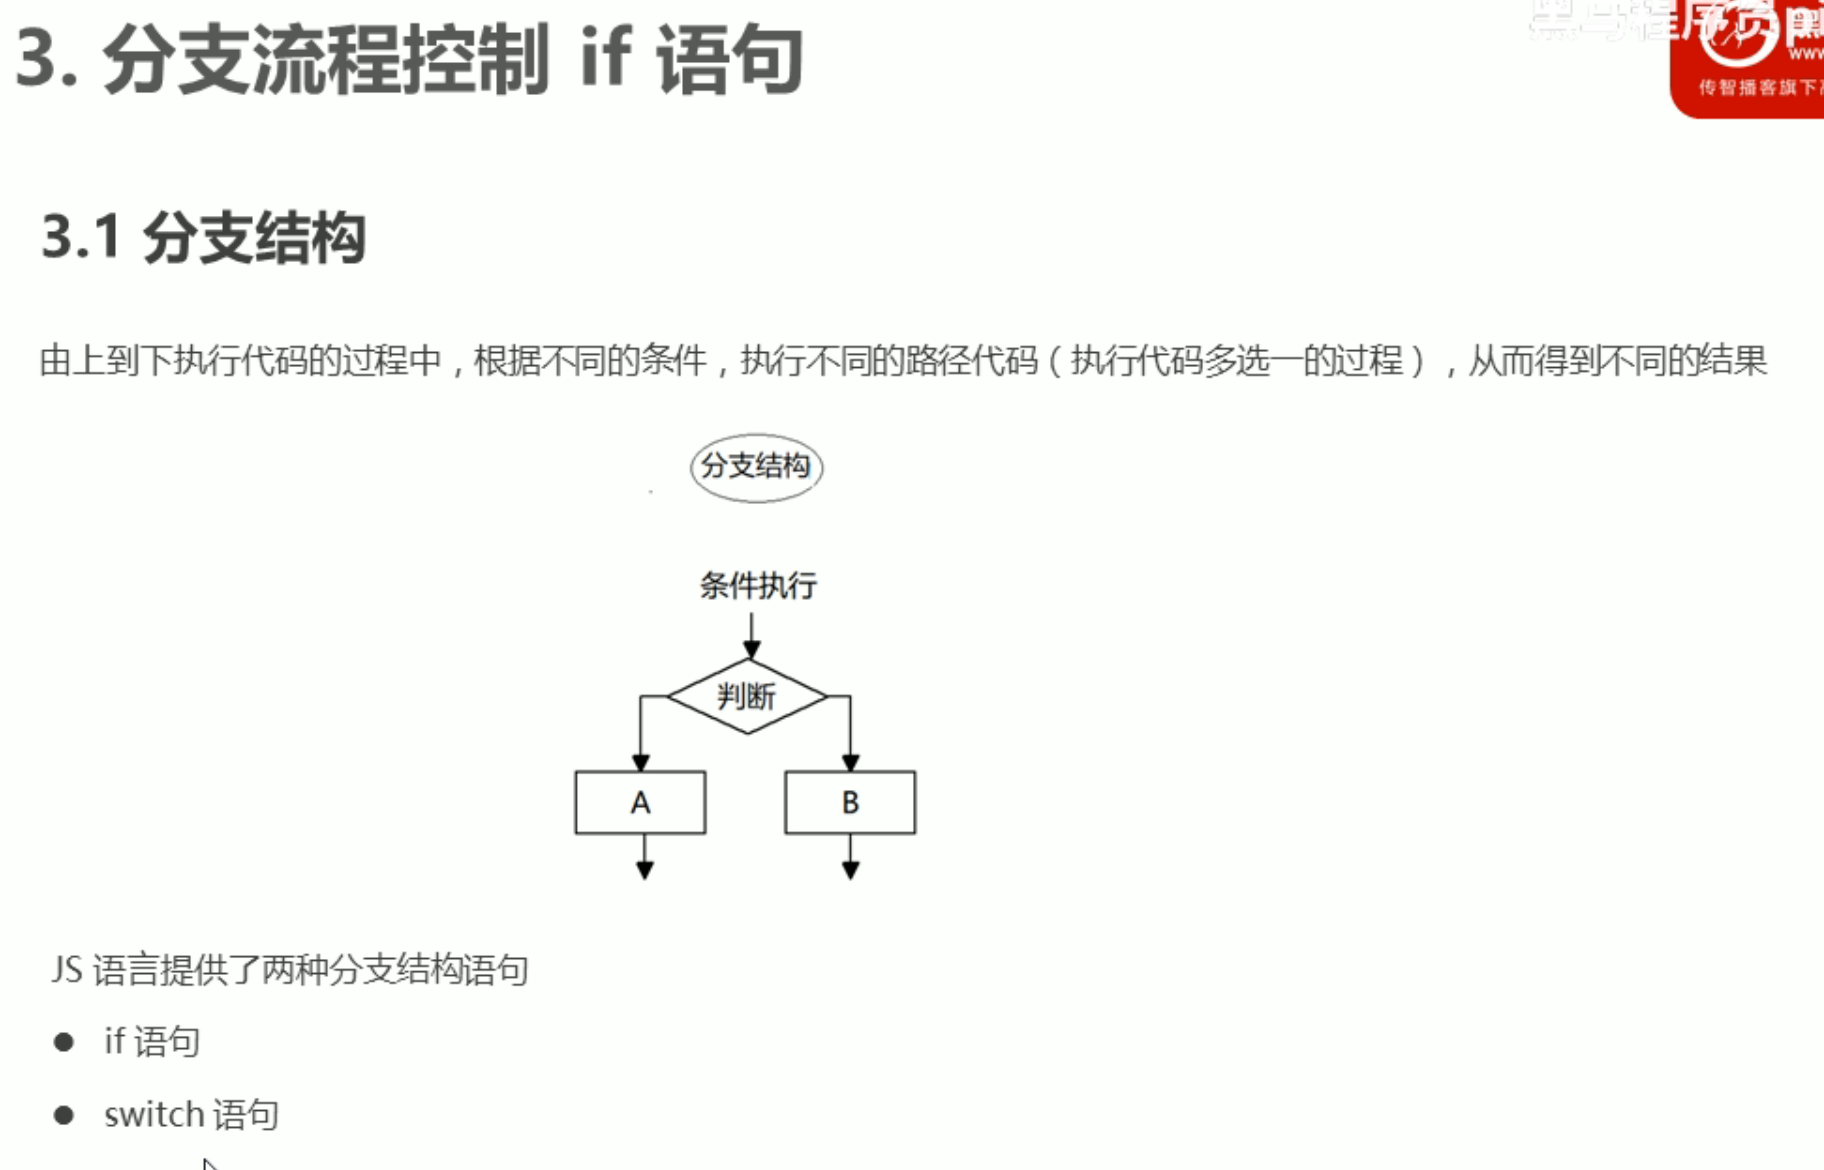 黑马程序员
3. 分支流程控制 if 语句
传智播客旗下
3.1 分支结构
由上到下执行代码的过程中，根据不同的条件，执行不同的路径代码（执行代码多选一的过程），从而得到不同的结果
分支结构
条件执行
判断
A
B
JS 语言提供了两种分支结构语句
● if 语句
● switch 语句